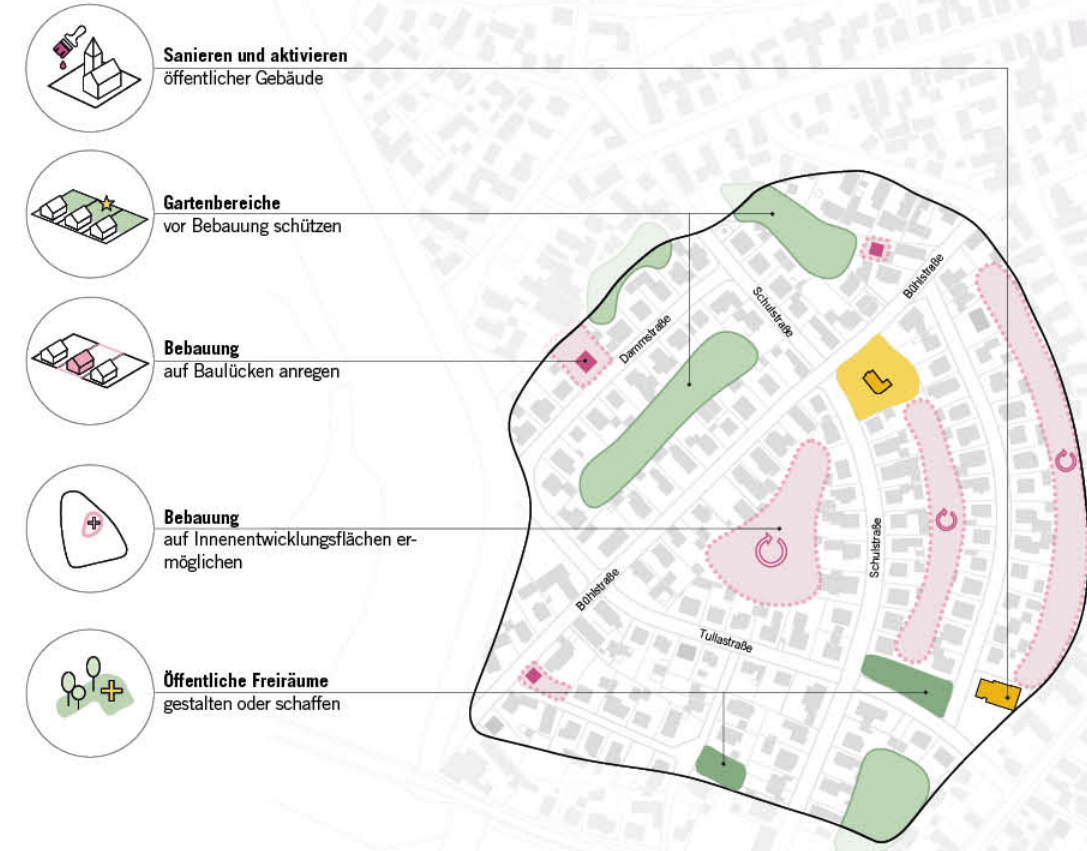 Sanieren und aktivieren
öffentlicher Gebäude
Gartenbereiche
vor Bebauung schützen
Bebauung
auf Baulücken anregen
Bebauung
auf Innenentwicklungsflächen er-
möglichen
Öffentliche Freiräume
gestalten oder schaffen
Bühlstraße
Schulstraße
Dammstraße
Schulstraße
Bühlstraße
Tullastraße